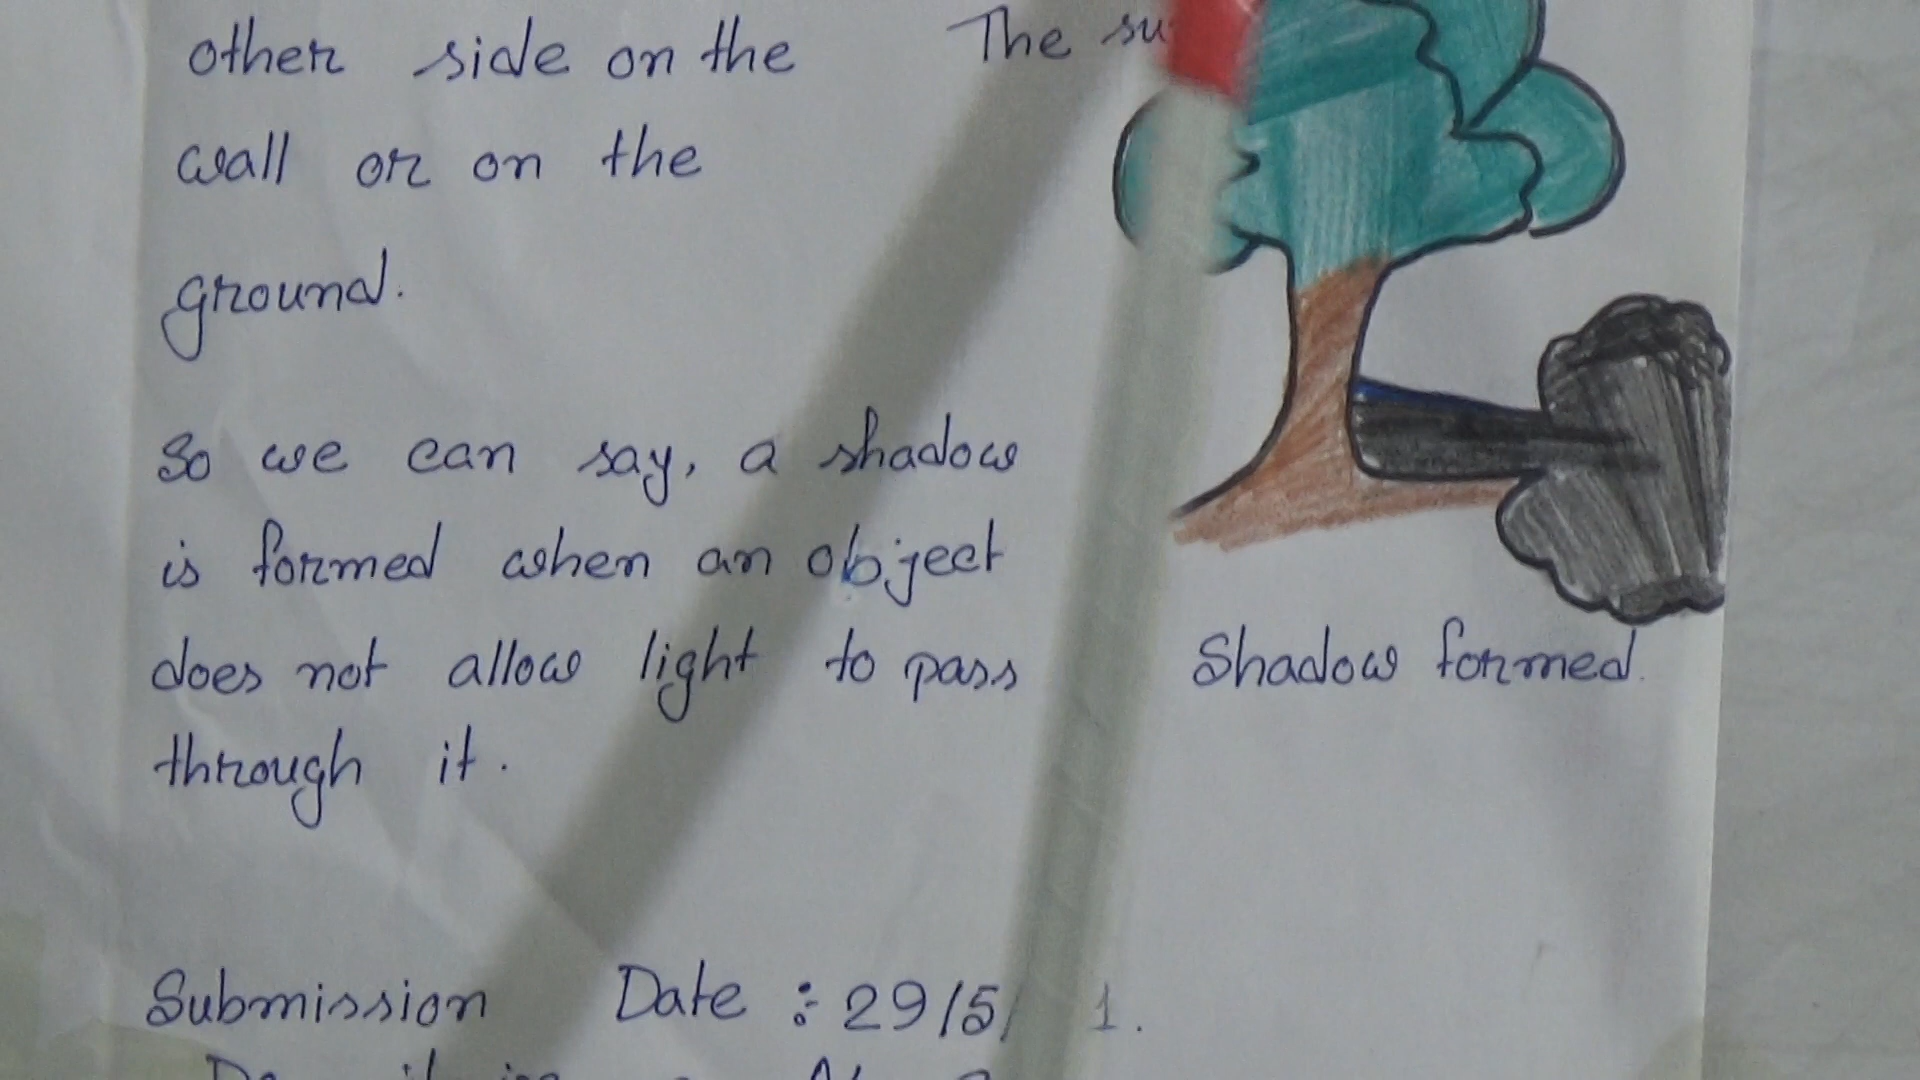 other side on the
wall or on the
ground.
So we can say, a shadow
is formed when an object
does not allow light to pass
through it.
The
Shadow formed.
Submission Date : 29/5/